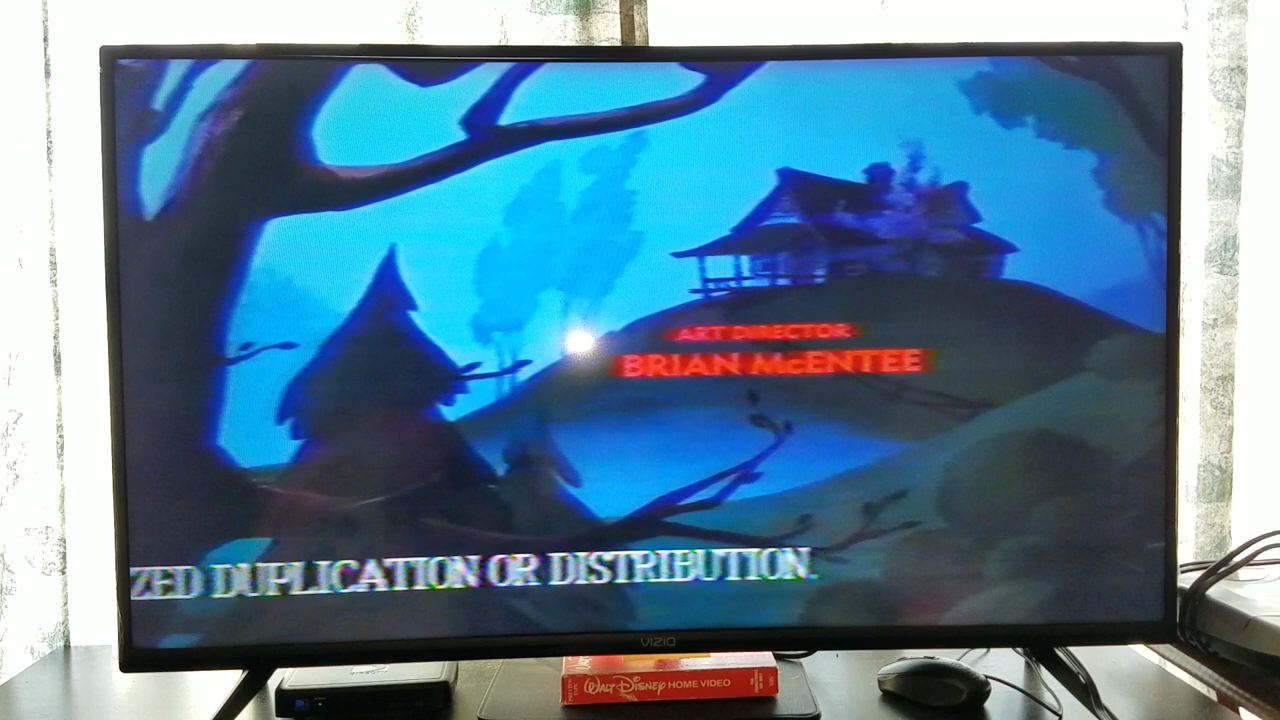 ART DIRECTOR
BRIAN McENTEE
ZED DUPLICATION OR DISTRIBUTION.
VIZIO
WALT DISNEY HOME VIDEO